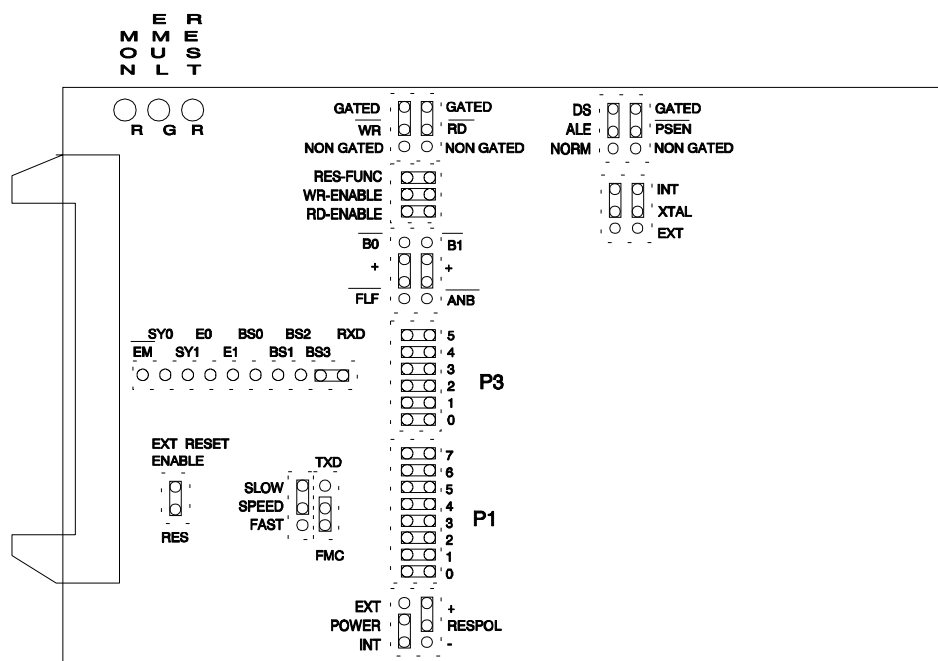 MON EMUL REST
R G R
GATED GATED
WR RD
NON GATED NON GATED
DS GATED
ALE PSEN
NORM NON GATED
RES-FUNC
WR-ENABLE
RD-ENABLE
INT
XTAL
EXT
B0 B1
+ +
FLF ANB
SY0 E0 BS0 BS2 RXD
EM SY1 E1 BS1 BS3
5
4
3
2
1
0
P3
EXT RESET
ENABLE
RES
TXD
SLOW
SPEED
FAST
FMC
7
6
5
4
3
2
1
0
P1
EXT +
POWER RESPOL
INT -